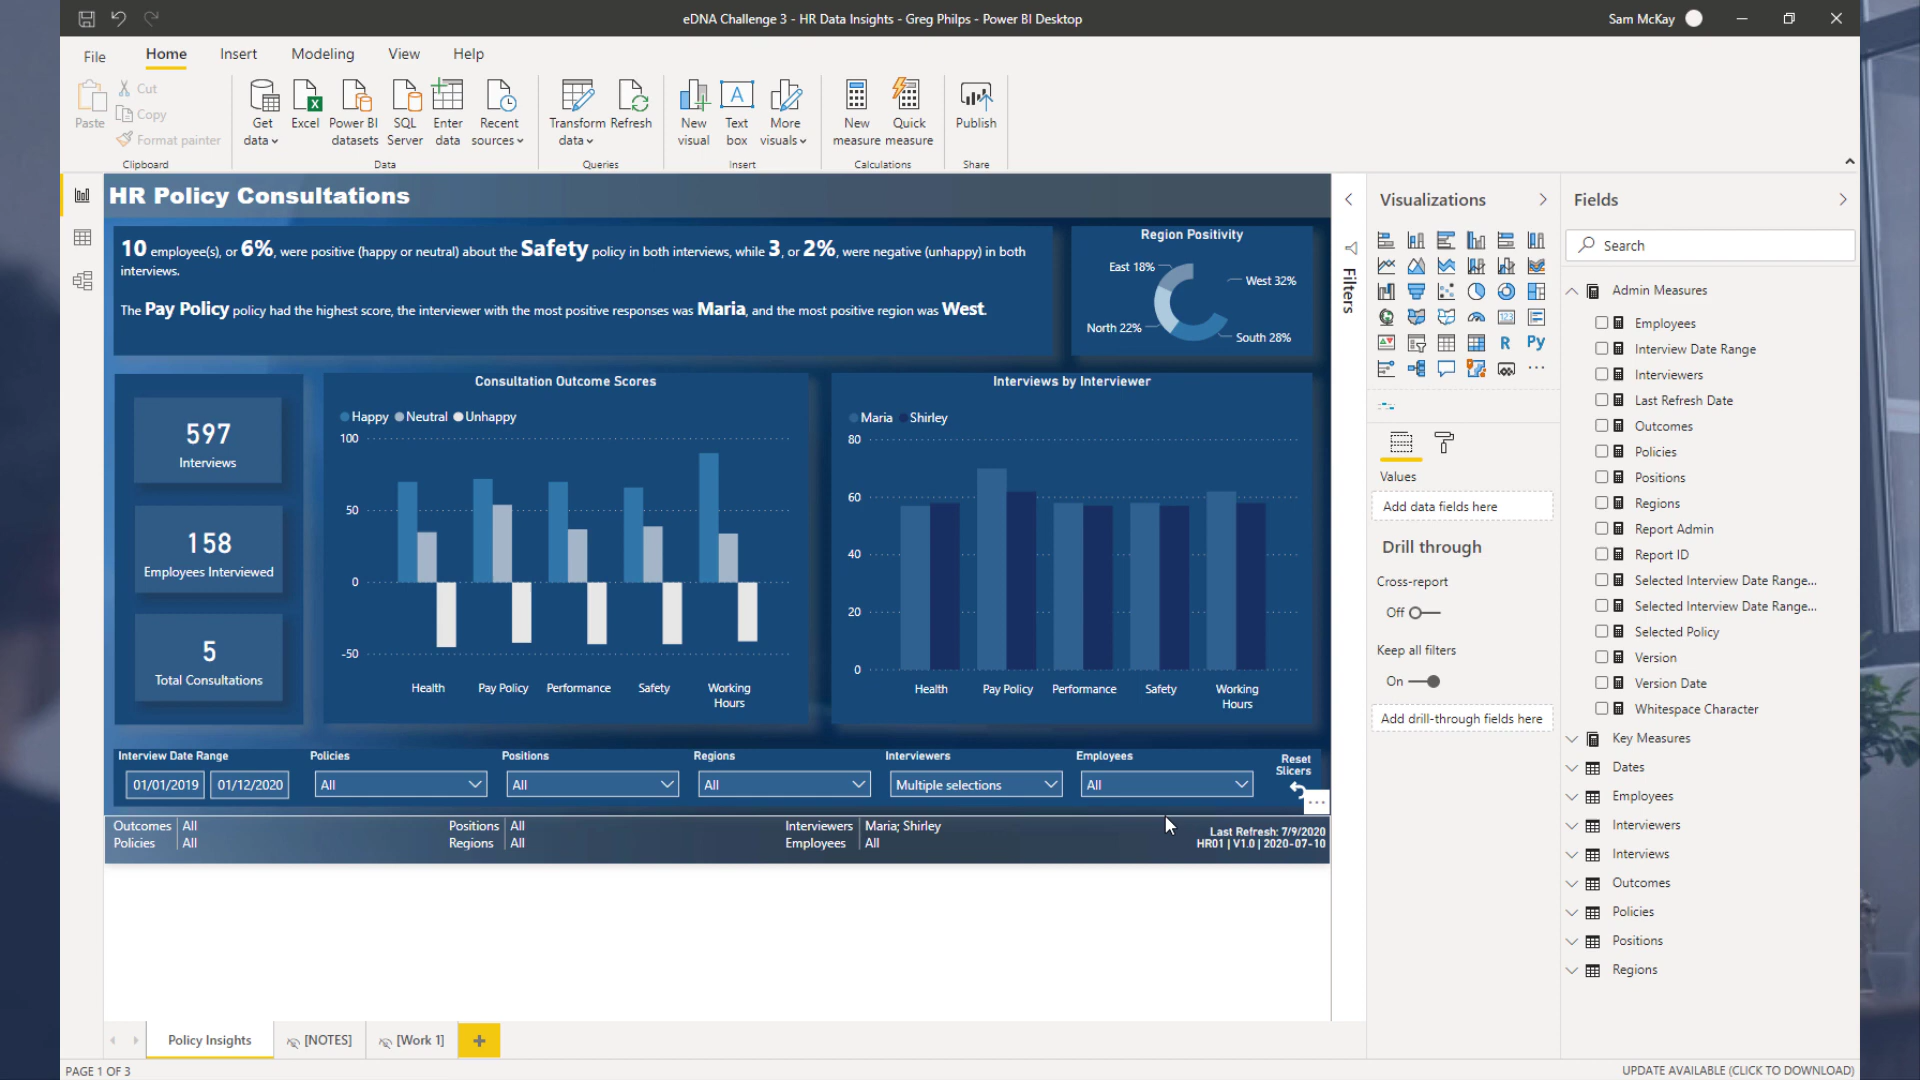 eDNA Challenge 3 - HR Data Insights - Greg Philps - Power BI Desktop
Sam McKay
File
Home
Insert
Modeling
View
Help
Paste
Cut
Copy
Format painter
Get data
Excel
Power BI datasets
SQL Server
Enter data
Recent sources
Transform data
Refresh
New visual
Text box
More visuals
New measure
Quick measure
Publish
Clipboard
Data
Queries
Insert
Calculations
Share
HR Policy Consultations
10 employee(s), or 6%, were positive (happy or neutral) about the Safety policy in both interviews, while 3, or 2%, were negative (unhappy) in both
interviews.
The Pay Policy policy had the highest score, the interviewer with the most positive responses was Maria, and the most positive region was West.
Region Positivity
East 18%
West 32%
North 22%
South 28%
597
Interviews
158
Employees Interviewed
5
Total Consultations
Consultation Outcome Scores
Happy Neutral Unhappy
100
50
0
-50
Health
Pay Policy
Performance
Safety
Working
Hours
Interviews by Interviewer
Maria Shirley
80
60
40
20
0
Health
Pay Policy
Performance
Safety
Working
Hours
Interview Date Range
01/01/2019
01/12/2020
Policies
All
Positions
All
Regions
All
Interviewers
Multiple selections
Employees
All
Reset
Slicers
Outcomes All
Policies All
Positions All
Regions All
Interviewers Maria; Shirley
Employees All
Last Refresh: 7/9/2020
HR01 | V1.0 | 2020-07-10
Filters
Visualizations
R
Py
123
Values
Add data fields here
Drill through
Cross-report
Off
Keep all filters
On
Add drill-through fields here
Fields
Search
Admin Measures
Employees
Interview Date Range
Interviewers
Last Refresh Date
Outcomes
Policies
Positions
Regions
Report Admin
Report ID
Selected Interview Date Range...
Selected Interview Date Range...
Selected Policy
Version
Version Date
Whitespace Character
Key Measures
Dates
Employees
Interviewers
Interviews
Outcomes
Policies
Positions
Regions
Policy Insights
[NOTES]
[Work 1]
PAGE 1 OF 3
UPDATE AVAILABLE (CLICK TO DOWNLOAD)